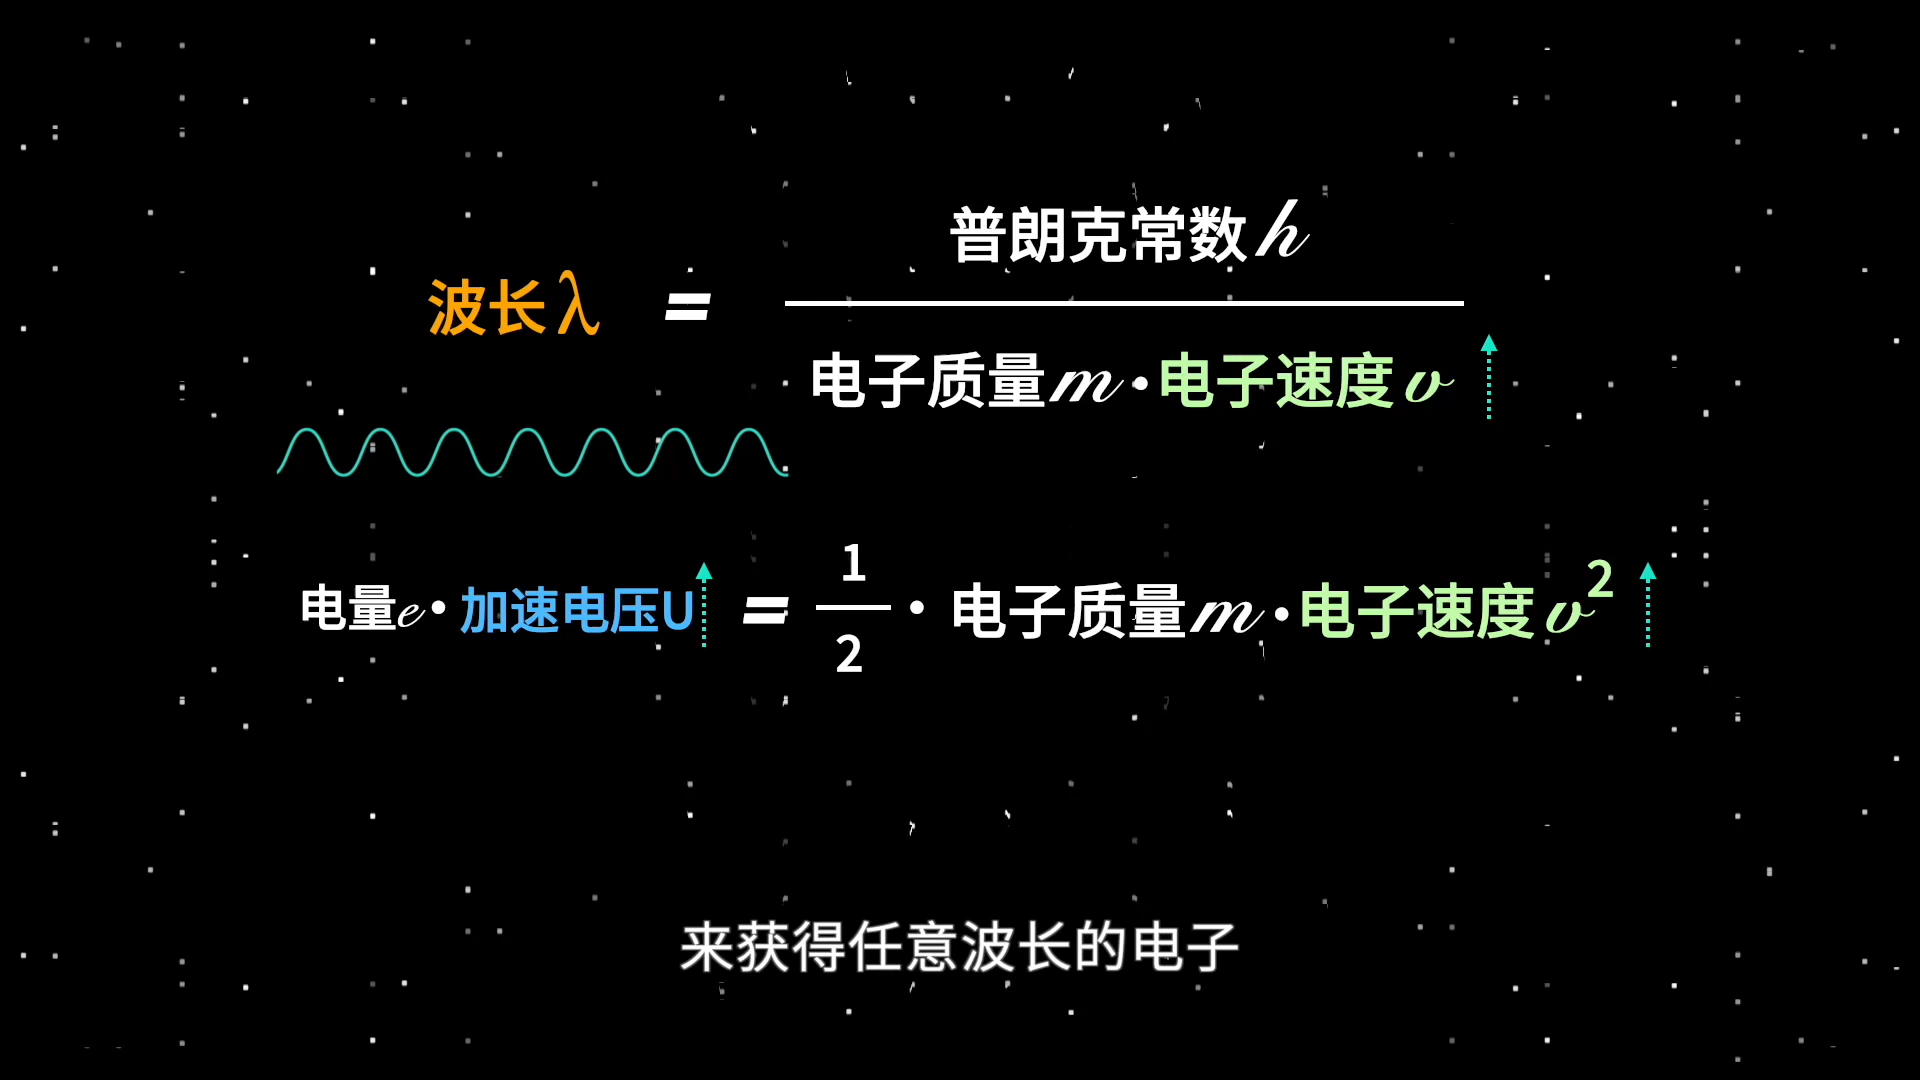 波长λ = 普朗克常数h
电子质量m·电子速度v
电量e·加速电压U = 1/2·电子质量m·电子速度v²
来获得任意波长的电子